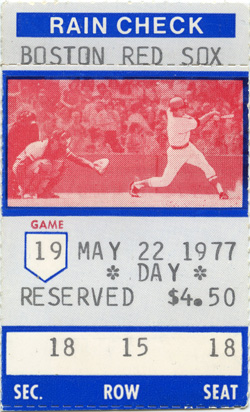 RAIN CHECK
BOSTON RED SOX
GAME
19 MAY 22 1977
* DAY *
RESERVED $4.50
18 15 18
SEC. ROW SEAT